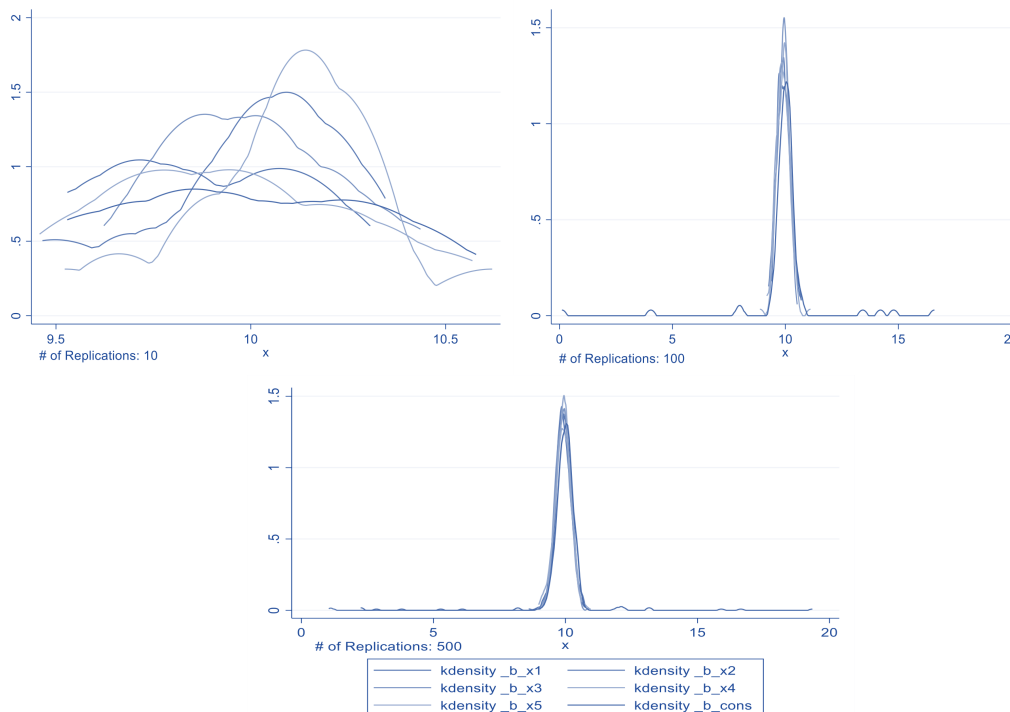 2
1.5
1
.5
0
9.5
10
10.5
x
# of Replications: 10
1.5
1
.5
0
0
5
10
15
2
x
# of Replications: 100
1.5
1
.5
0
0
5
10
15
20
x
# of Replications: 500
kdensity _b_x1
kdensity _b_x2
kdensity _b_x3
kdensity _b_x4
kdensity _b_x5
kdensity _b_cons